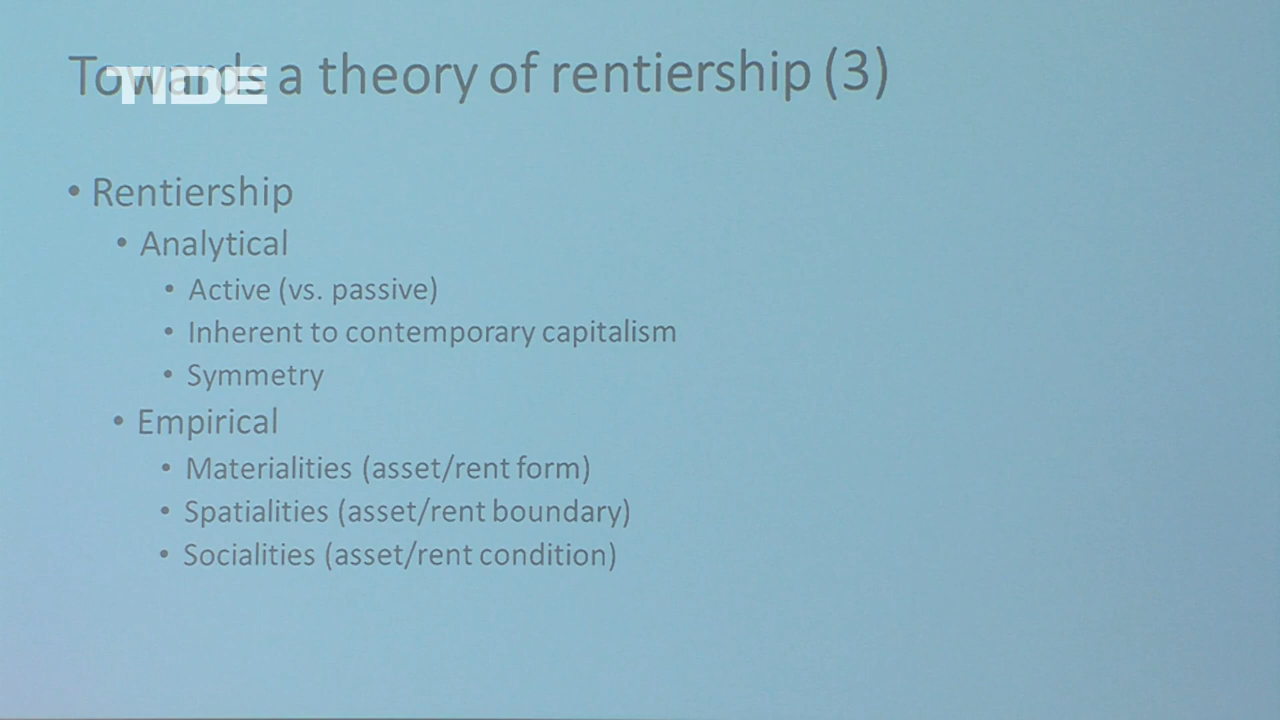 Towards a theory of rentiership (3)
TIDE
• Rentiership
• Analytical
• Active (vs. passive)
• Inherent to contemporary capitalism
• Symmetry
• Empirical
• Materialities (asset/rent form)
• Spatialities (asset/rent boundary)
• Socialities (asset/rent condition)